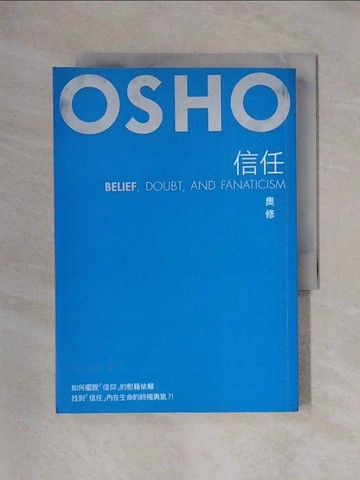 OSHO
信任
BELIEF, DOUBT, AND FANATICISM
奧修
如何擺脫「信仰」的慰藉依賴；
找到「信任」內在生命的終極勇氣?!